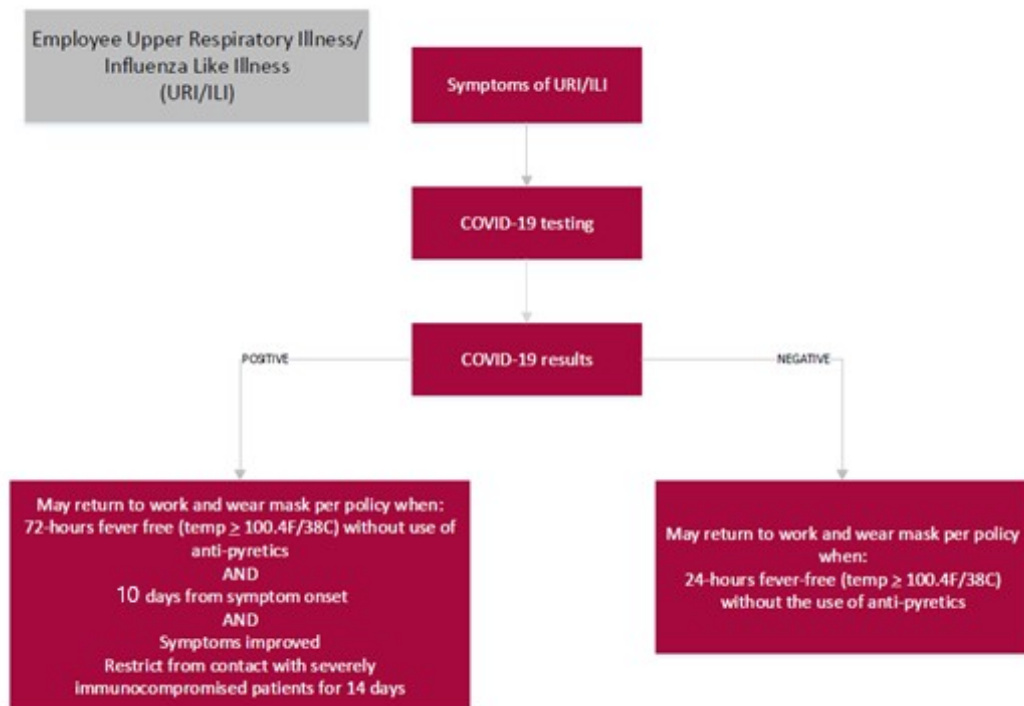 Employee Upper Respiratory Illness/
Influenza Like Illness
(URI/ILI)
Symptoms of URI/ILI
COVID-19 testing
COVID-19 results
POSITIVE
NEGATIVE
May return to work and wear mask per policy when:
72-hours fever free (temp ≥ 100.4F/38C) without use of
anti-pyretics
AND
10 days from symptom onset
AND
Symptoms improved
Restrict from contact with severely
immunocompromised patients for 14 days
May return to work and wear mask per policy
when:
24-hours fever-free (temp ≥ 100.4F/38C)
without the use of anti-pyretics